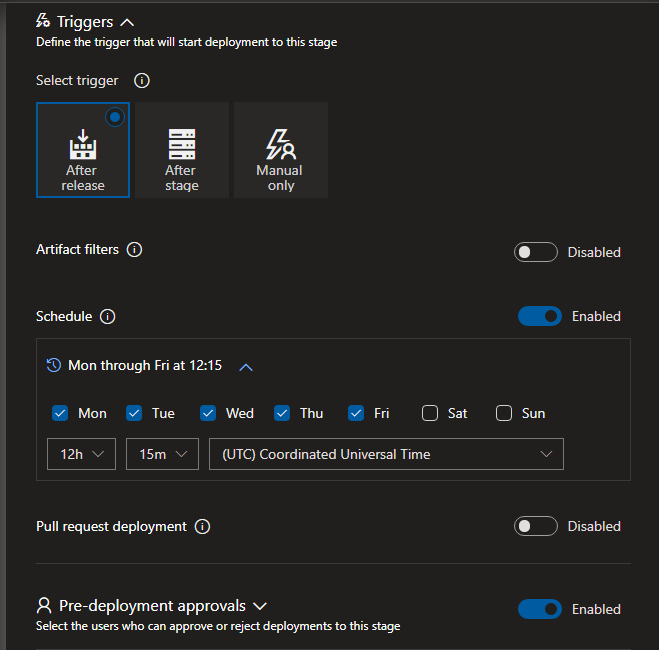 Triggers
Define the trigger that will start deployment to this stage
Select trigger
After release
After stage
Manual only
Artifact filters
Disabled
Schedule
Enabled
Mon through Fri at 12:15
Mon Tue Wed Thu Fri Sat Sun
12h 15m (UTC) Coordinated Universal Time
Pull request deployment
Disabled
Pre-deployment approvals
Enabled
Select the users who can approve or reject deployments to this stage